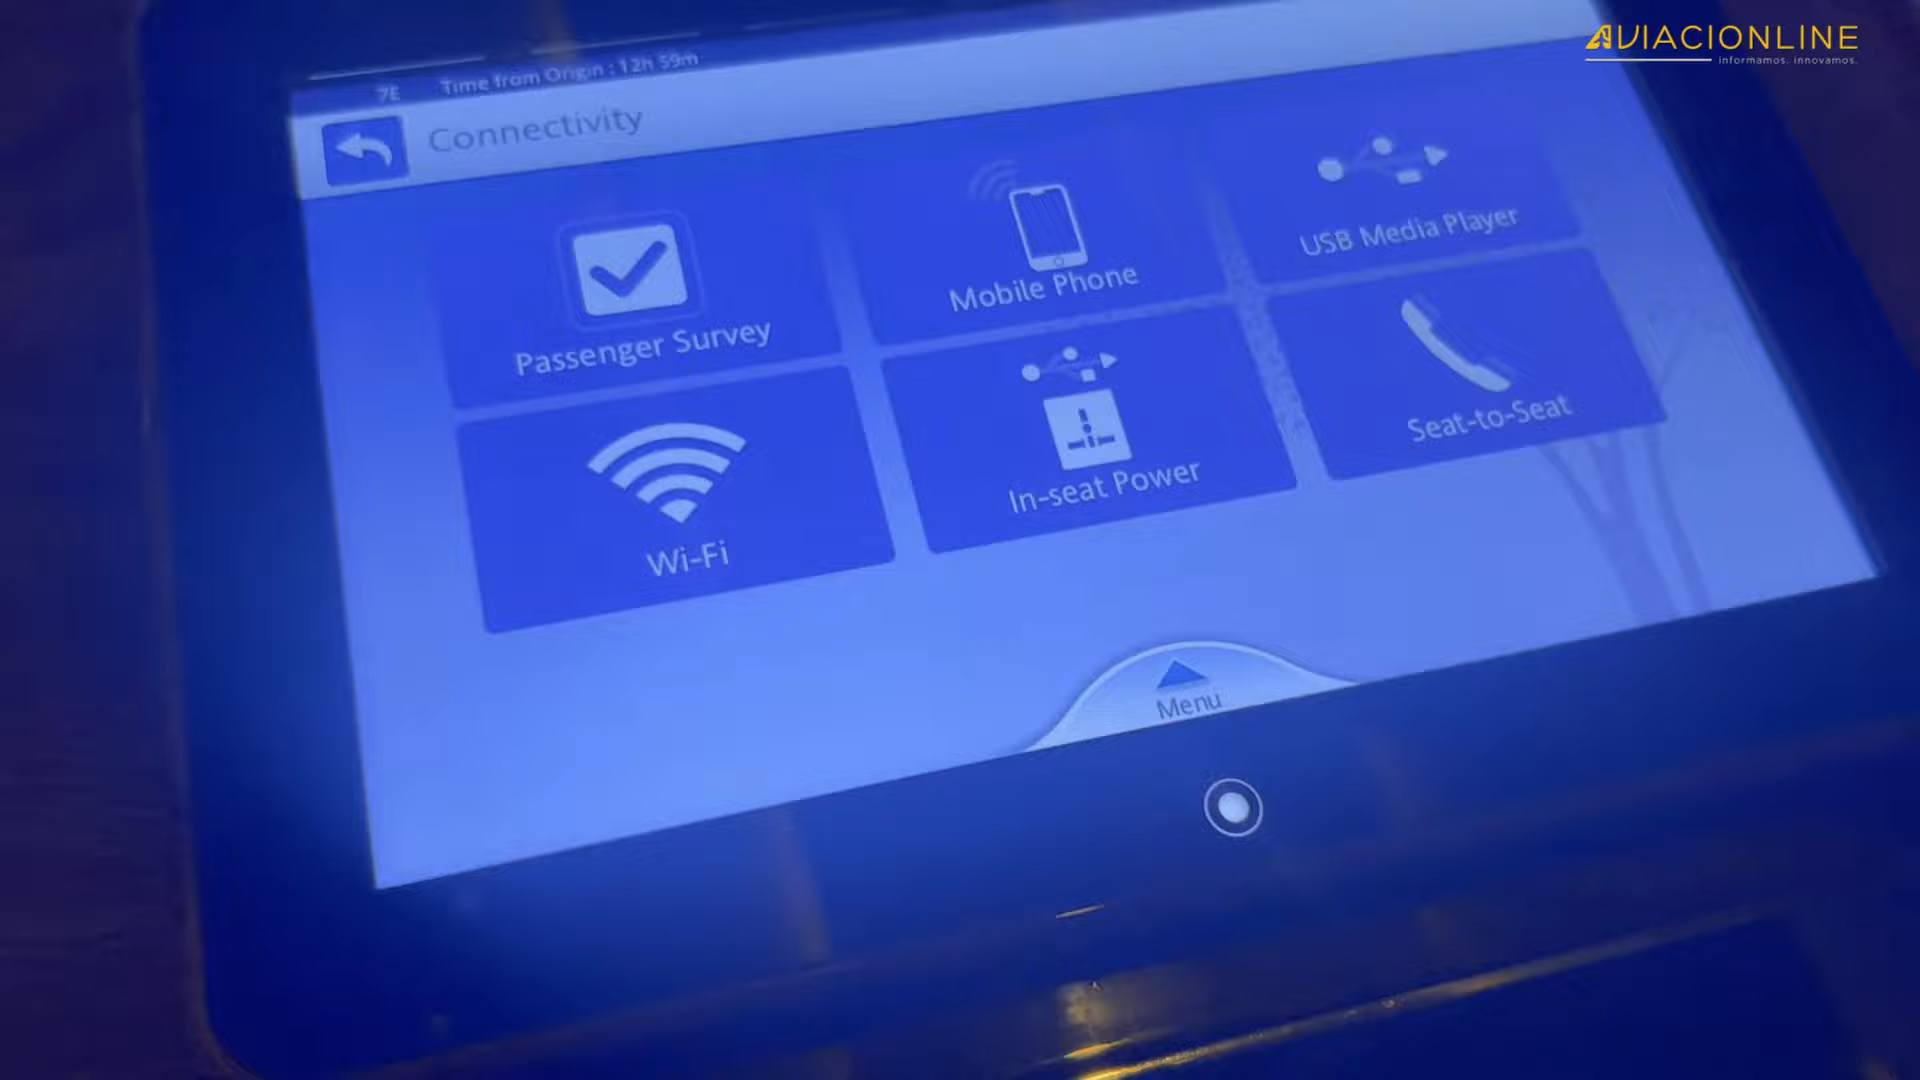 AVIACIONLINE
informamos. innovamos.
7E Time from Origin : 12h 59m
Connectivity
Passenger Survey
Mobile Phone
USB Media Player
Wi-Fi
In-seat Power
Seat-to-Seat
Menu